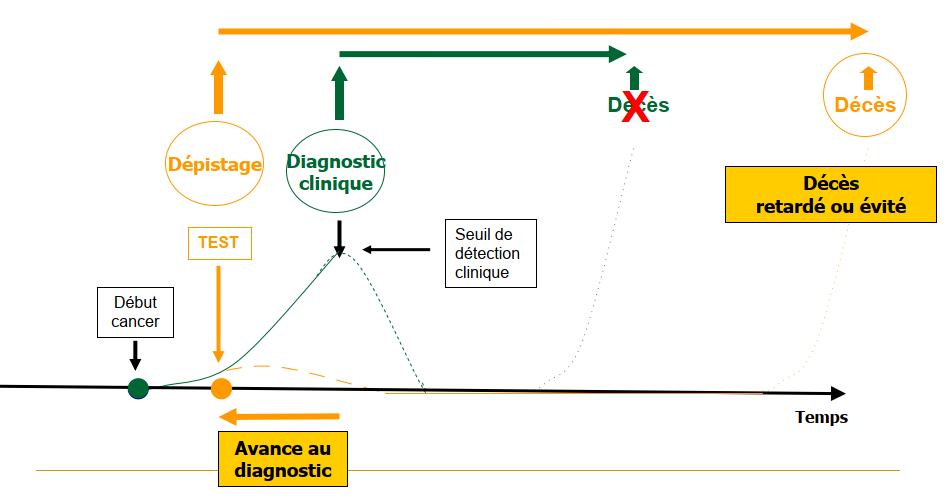 Décès
Décès
Dépistage
Diagnostic
clinique
Décès
retardé ou évité
TEST
Seuil de
détection
clinique
Début
cancer
Temps
Avance au
diagnostic